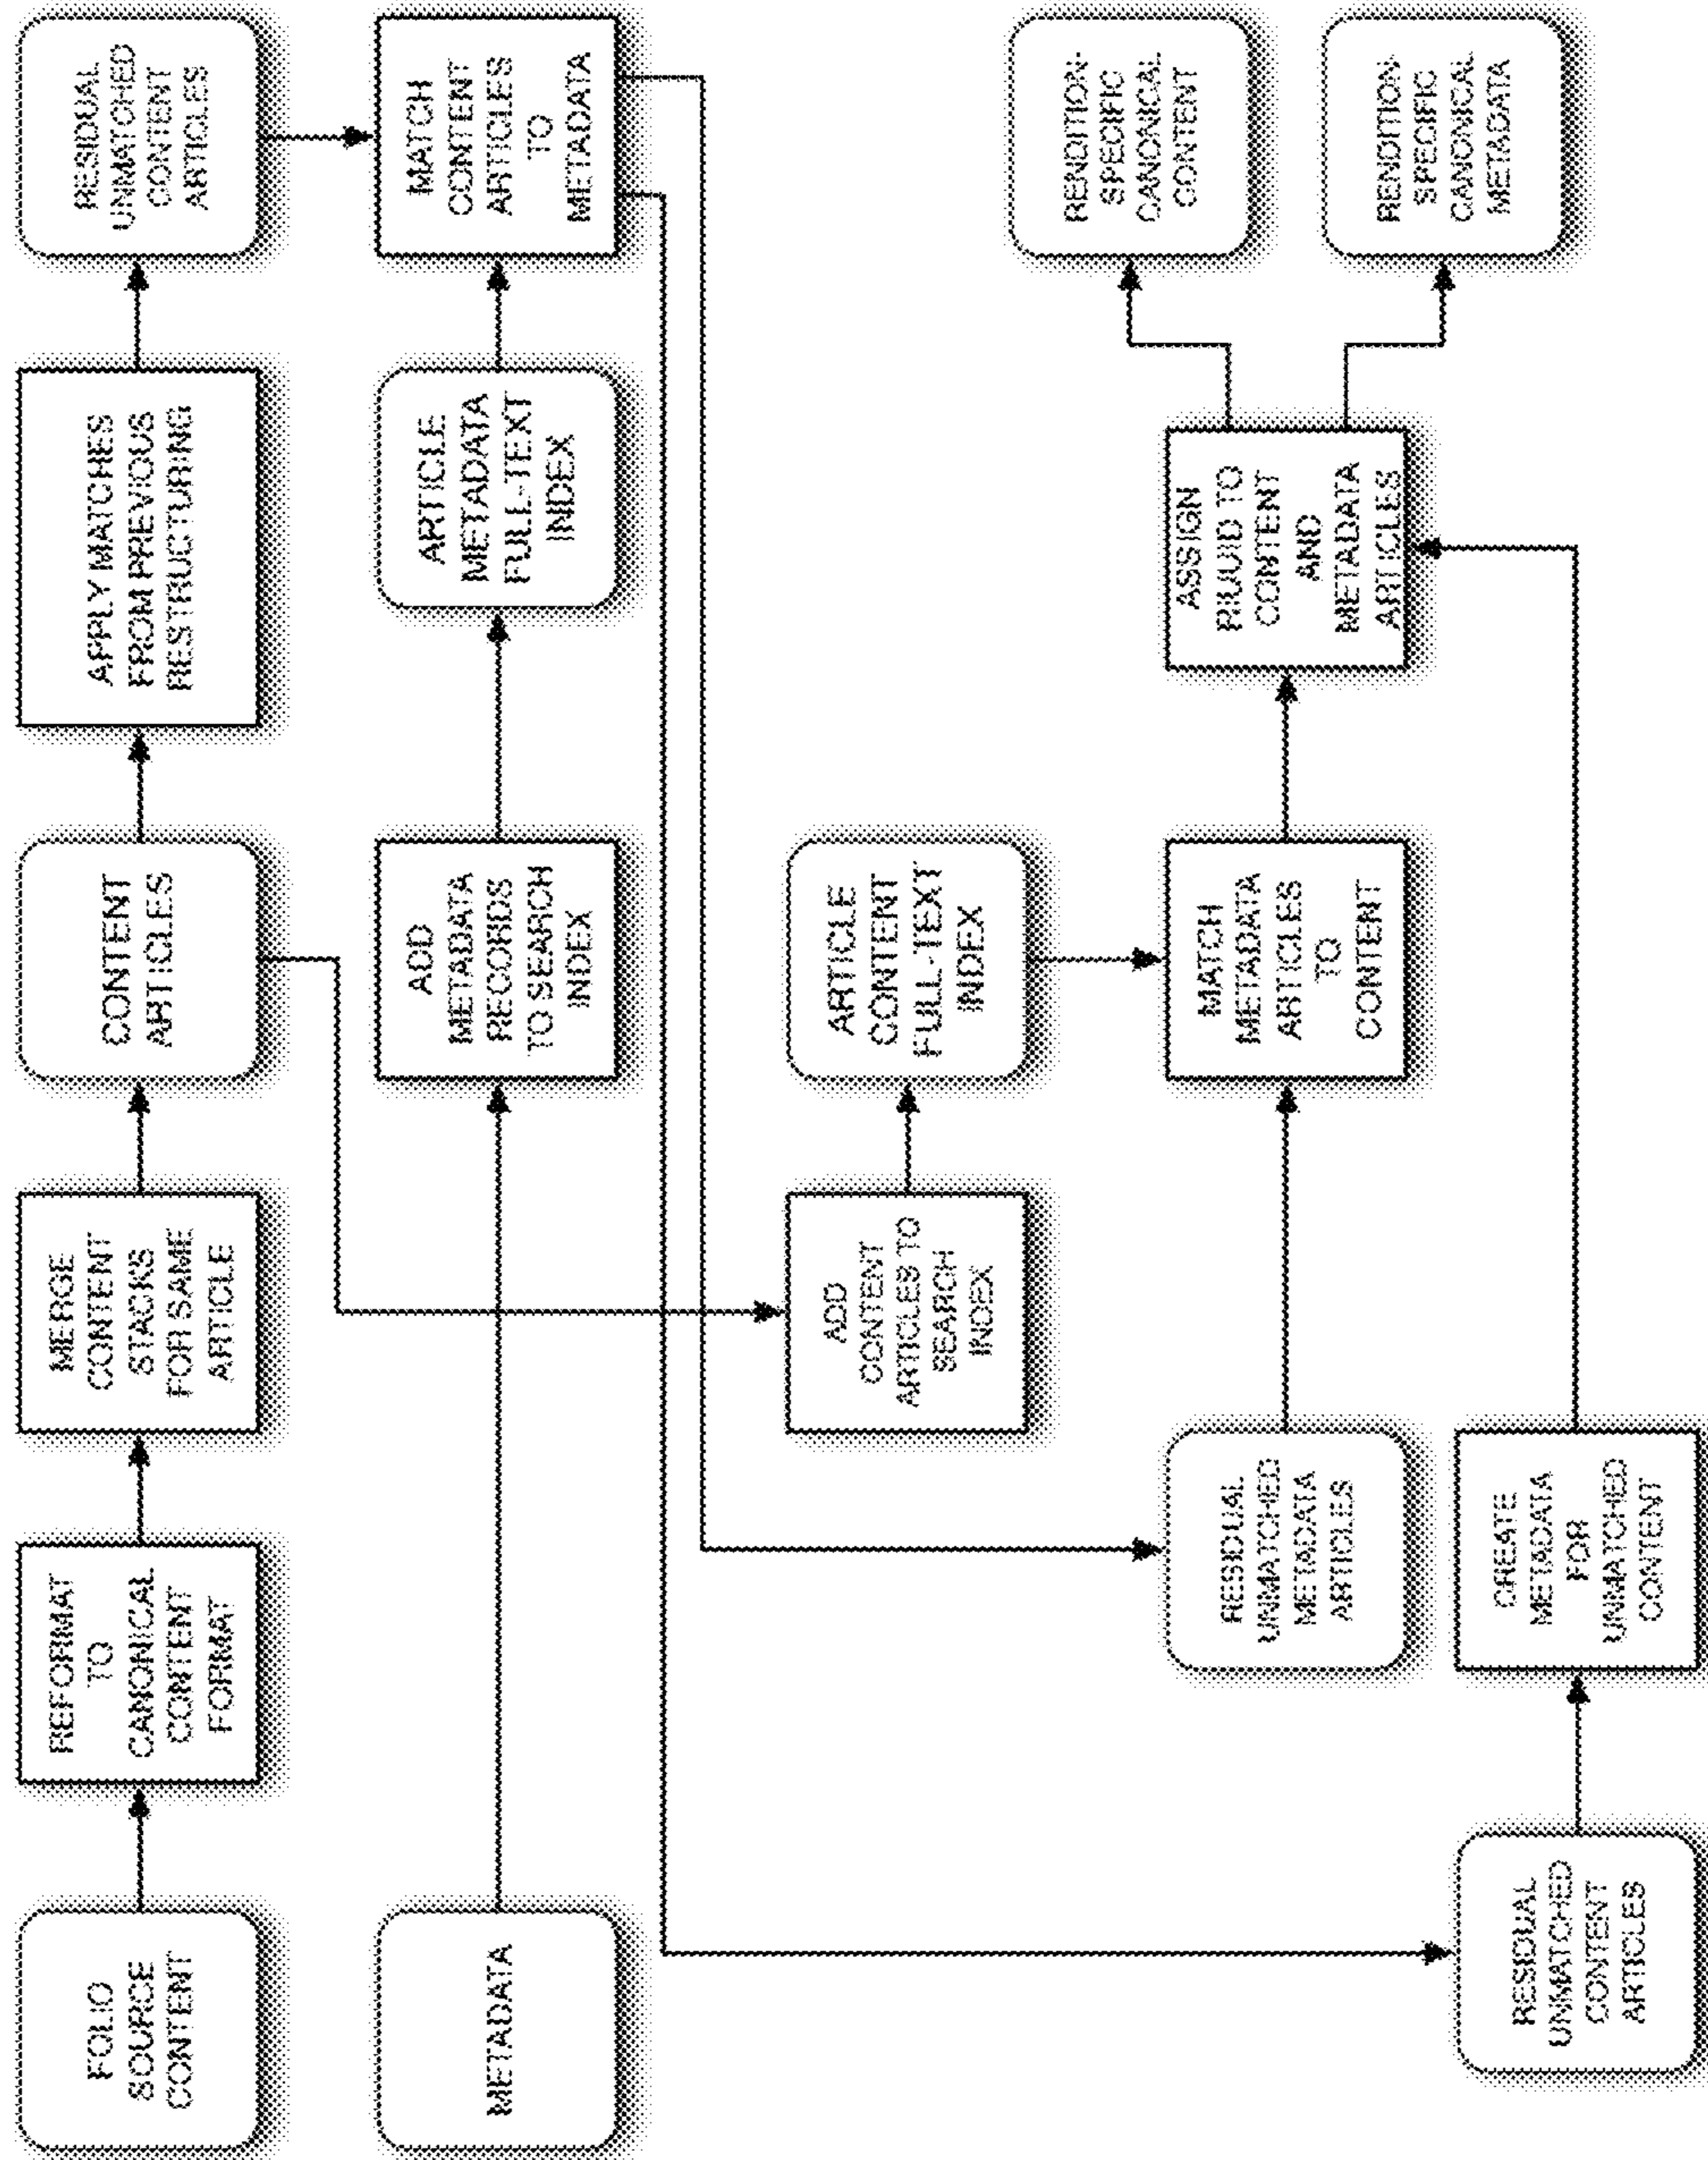 FOLIO
SOURCE
CONTENT
REFORMAT
TO
CANONICAL
CONTENT
FORMAT
MERGE
CONTENT
STACKS
FOR SAME
ARTICLE
CONTENT
ARTICLES
APPLY MATCHES
FROM PREVIOUS
RESTRUCTURING
RESIDUAL
UNMATCHED
CONTENT
ARTICLES
METADATA
ADD
METADATA
RECORDS
TO SEARCH
INDEX
ARTICLE
METADATA
FULL-TEXT
INDEX
MATCH
CONTENT
ARTICLES
TO
METADATA
ADD
CONTENT
ARTICLES TO
SEARCH
INDEX
ARTICLE
CONTENT
FULL-TEXT
INDEX
RENDITION-
SPECIFIC
CANONICAL
CONTENT
RESIDUAL
UNMATCHED
METADATA
ARTICLES
MATCH
METADATA
ARTICLES
TO
CONTENT
ASSIGN
TO
CONTENT
AND
METADATA
ARTICLES
RENDITION-
SPECIFIC
CANONICAL
METADATA
RESIDUAL
UNMATCHED
CONTENT
ARTICLES
CREATE
METADATA
FOR
UNMATCHED
CONTENT